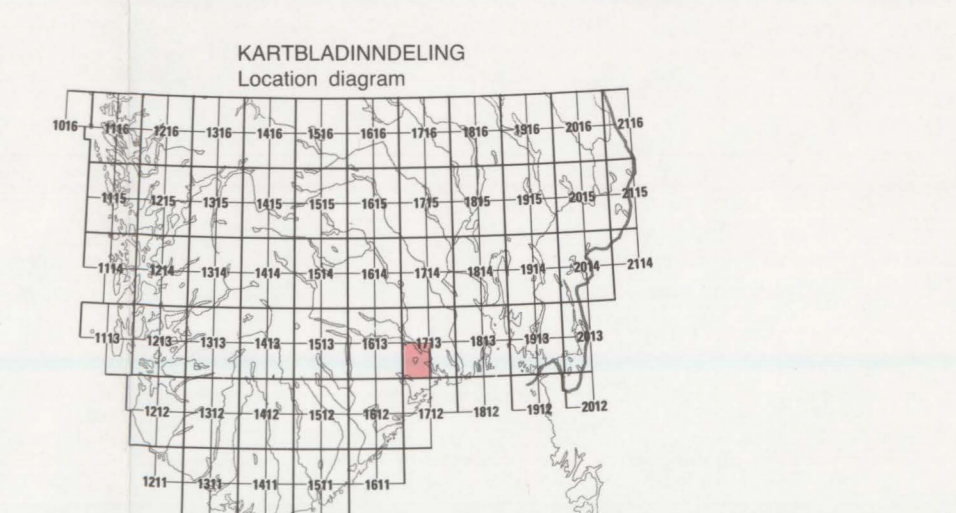 KARTBLADINNDELING
Location diagram
1016 1116 1216 1316 1416 1516 1616 1716 1816 1916 2016 2116
1115 1215 1315 1415 1515 1615 1715 1815 1915 2015 2115
1114 1214 1314 1414 1514 1614 1714 1814 1914 2014 2114
1113 1213 1313 1413 1513 1613 1713 1813 1913 2013
1212 1312 1412 1512 1612 1712 1812 1912 2012
1211 1311 1411 1511 1611